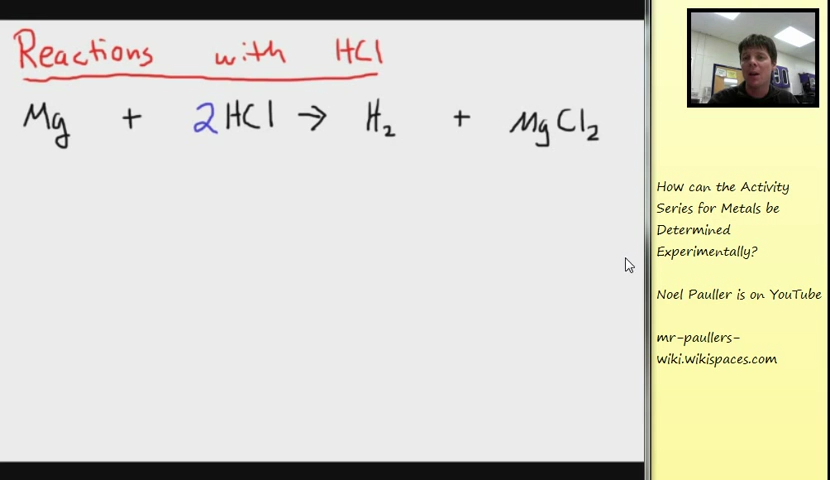 Reactions with HCl
Mg + 2HCl → H₂ + MgCl₂
How can the Activity
Series for Metals be
Determined
Experimentally?
Noel Pauller is on YouTube
mr-paullers-
wiki.wikispaces.com